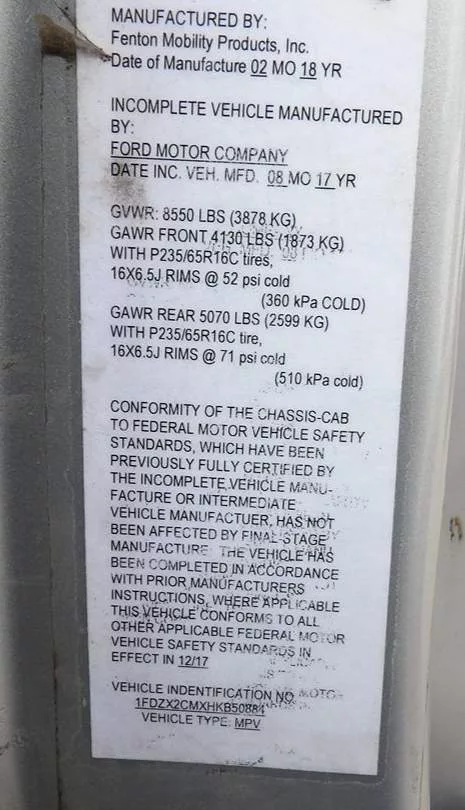 MANUFACTURED BY:
Fenton Mobility Products, Inc.
Date of Manufacture 02 MO 18 YR
INCOMPLETE VEHICLE MANUFACTURED
BY:
FORD MOTOR COMPANY
DATE INC. VEH. MFD. 08 MO 17 YR
GVWR: 8550 LBS (3878 KG)
GAWR FRONT 4130 LBS (1873 KG)
WITH P235/65R16C tires,
16X6.5J RIMS @ 52 psi cold
(360 kPa COLD)
GAWR REAR 5070 LBS (2599 KG)
WITH P235/65R16C tire,
16X6.5J RIMS @ 71 psi cold
(510 kPa cold)
CONFORMITY OF THE CHASSIS-CAB
TO FEDERAL MOTOR VEHICLE SAFETY
STANDARDS, WHICH HAVE BEEN
PREVIOUSLY FULLY CERTIFIED BY
THE INCOMPLETE VEHICLE MANU-
FACTURE OR INTERMEDIATE
VEHICLE MANUFACTUER, HAS NOT
BEEN AFFECTED BY FINAL STAGE
MANUFACTURE. THE VEHICLE HAS
BEEN COMPLETED IN ACCORDANCE
WITH PRIOR MANUFACTURERS
INSTRUCTIONS, WHERE APPLICABLE
THIS VEHICLE CONFORMS TO ALL
OTHER APPLICABLE FEDERAL MOTOR
VEHICLE SAFETY STANDARDS IN
EFFECT IN 12/17
VEHICLE INDENTIFICATION NO
1FDZX2CMXHKB50884
VEHICLE TYPE: MPV